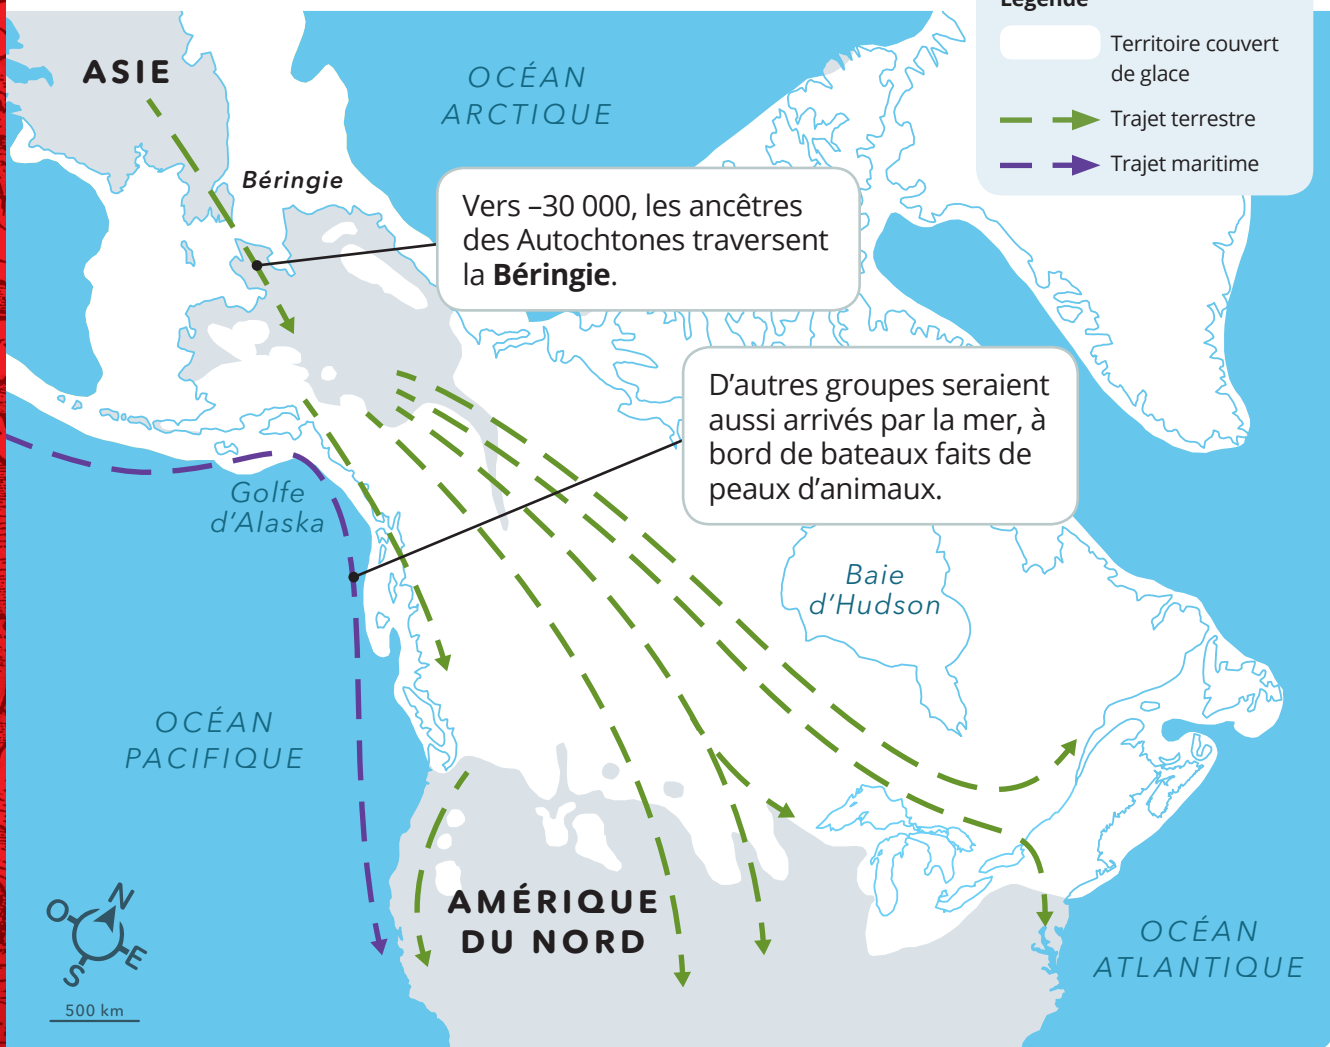 Légende
Territoire couvert
de glace
Trajet terrestre
Trajet maritime
ASIE
OCÉAN
ARCTIQUE
Béringie
Vers –30 000, les ancêtres
des Autochtones traversent
la Béringie.
D’autres groupes seraient
aussi arrivés par la mer, à
bord de bateaux faits de
peaux d’animaux.
Golfe
d’Alaska
Baie
d’Hudson
OCÉAN
PACIFIQUE
AMÉRIQUE
DU NORD
OCÉAN
ATLANTIQUE
N
O
E
S
500 km